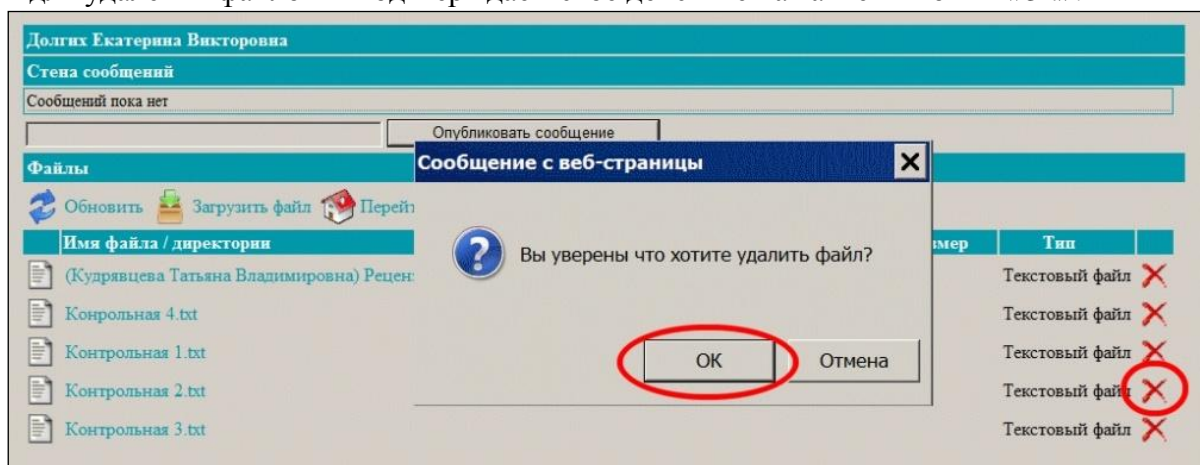 Долгих Екатерина Викторовна
Стена сообщений
Сообщений пока нет
Опубликовать сообщение
Файлы
Сообщение с веб-страницы
Обновить Загрузить файл
Вы уверены что хотите удалить файл?
Имя файла / директории Тип
(Кудрявцева Татьяна Владимировна) Текстовый файл
Конрольная 4.txt Текстовый файл
Контрольная 1.txt Текстовый файл
OK Отмена
Контрольная 2.txt Текстовый файл
Контрольная 3.txt Текстовый файл